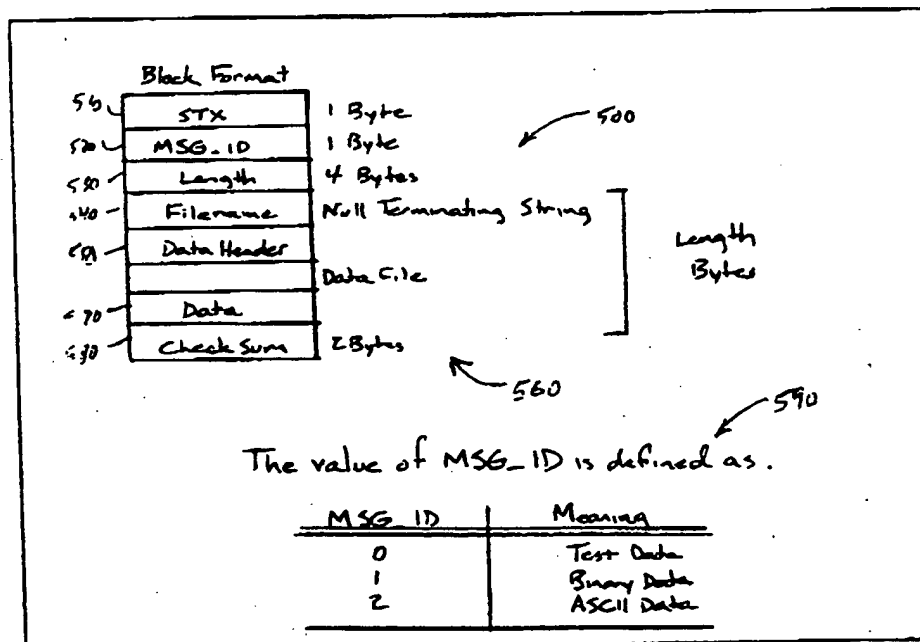 Block Format
STX 1 Byte
500
MSG_ID 1 Byte
Length 4 Bytes
Filename Null Terminating String
Data Header
Length
Bytes
Data File
Data
Check Sum 2 Bytes
560
590
The value of MSG_ID is defined as.
MSG_ID Meaning
0 Test Data
1 Binary Data
2 ASCII Data